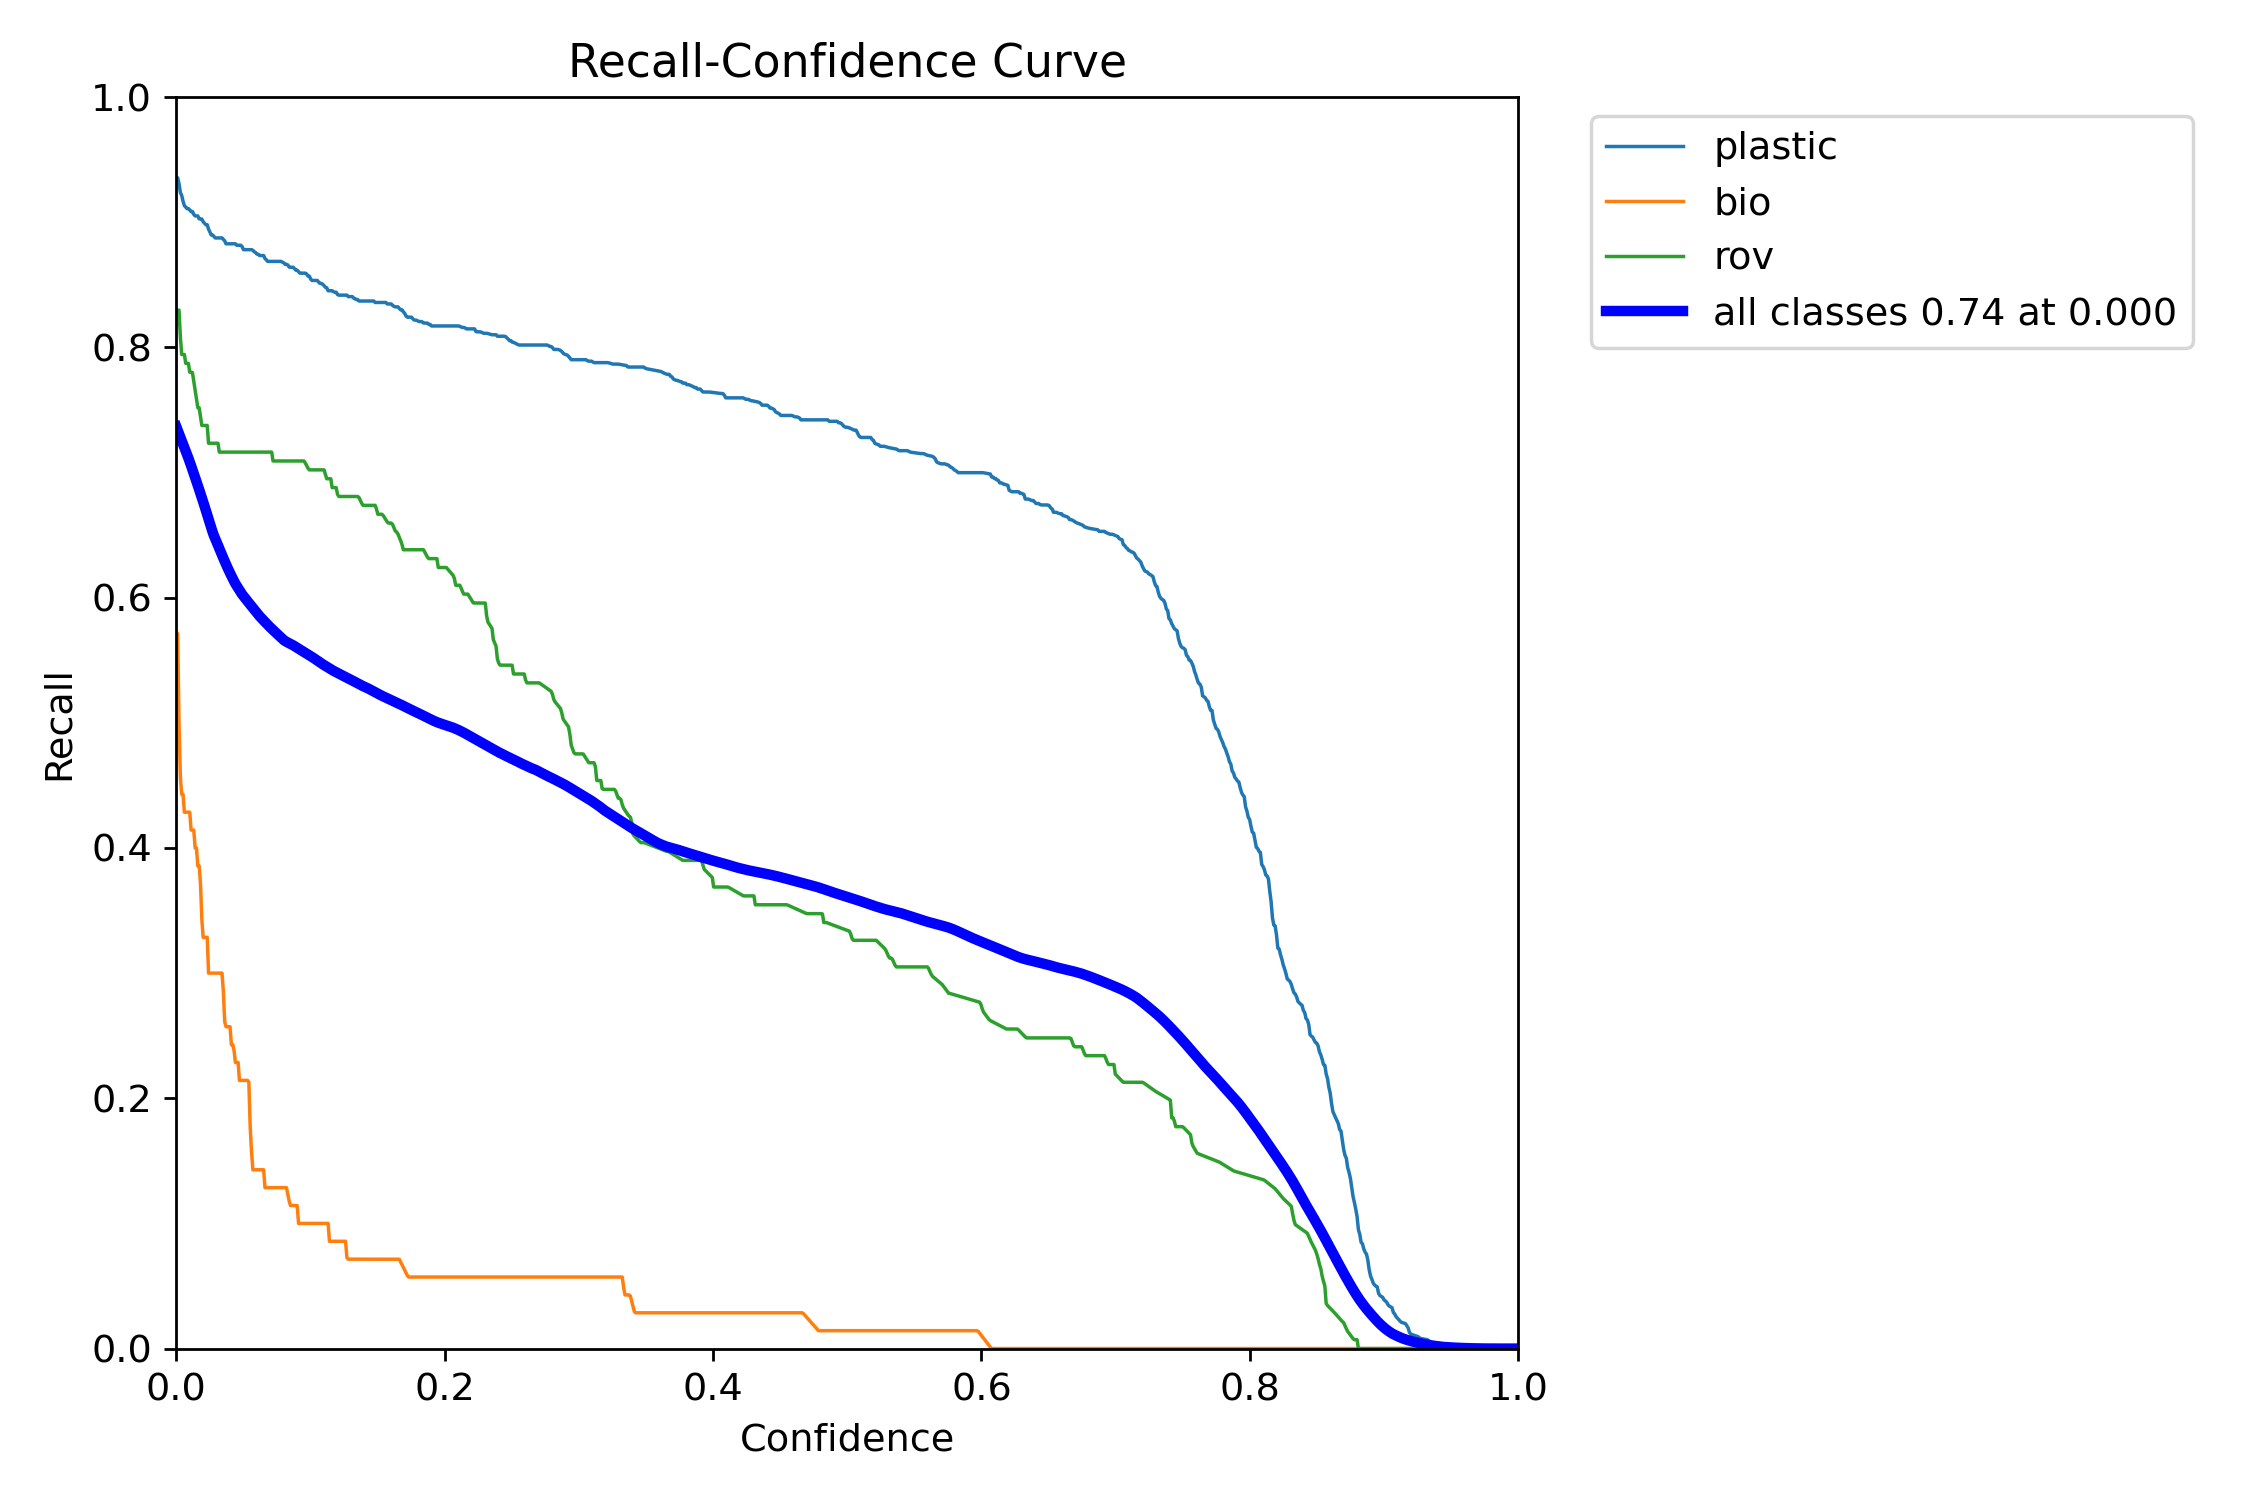 Recall-Confidence Curve
1.0
0.8
0.6
0.4
0.2
0.0
Recall
0.0 0.2 0.4 0.6 0.8 1.0
Confidence
plastic
bio
rov
all classes 0.74 at 0.000